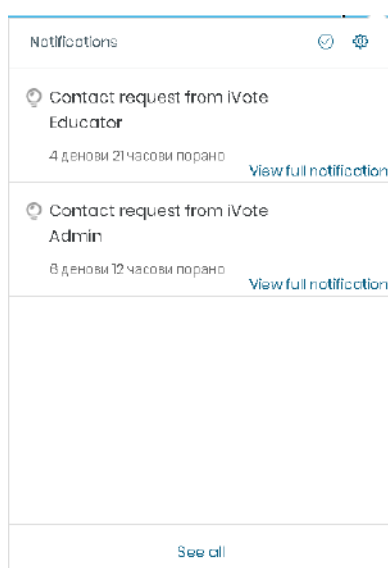 Notifications
Contact request from iVote
Educator
4 денови 21 часови порано
View full notification
Contact request from iVote
Admin
6 денови 12 часови порано
View full notification
See all